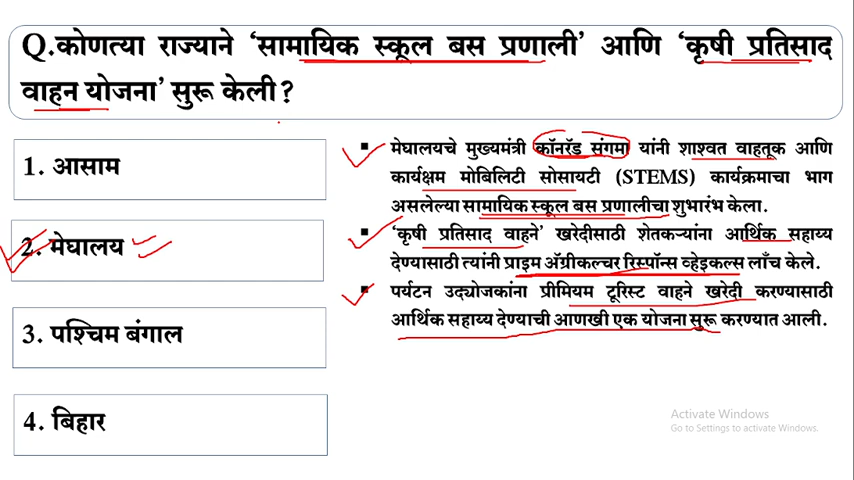 Q.कोणत्या राज्याने 'सामायिक स्कूल बस प्रणाली' आणि 'कृषी प्रतिसाद
वाहन योजना' सुरू केली?
1. आसाम
2. मेघालय
3. पश्चिम बंगाल
4. बिहार
▪ मेघालयचे मुख्यमंत्री कॉनरॅड संगमा यांनी शाश्वत वाहतूक आणि
कार्यक्षम मोबिलिटी सोसायटी (STEMS) कार्यक्रमाचा भाग
असलेल्या सामायिक स्कूल बस प्रणालीचा शुभारंभ केला.
▪ 'कृषी प्रतिसाद वाहने' खरेदीसाठी शेतकऱ्यांना आर्थिक सहाय्य
देण्यासाठी त्यांनी प्राइम अ‍ॅग्रीकल्चर रिस्पॉन्स व्हेइकल्स लाँच केले.
▪ पर्यटन उद्योजकांना प्रीमियम टूरिस्ट वाहने खरेदी करण्यासाठी
आर्थिक सहाय्य देण्याची आणखी एक योजना सुरू करण्यात आली.
Activate Windows
Go to Settings to activate Windows.